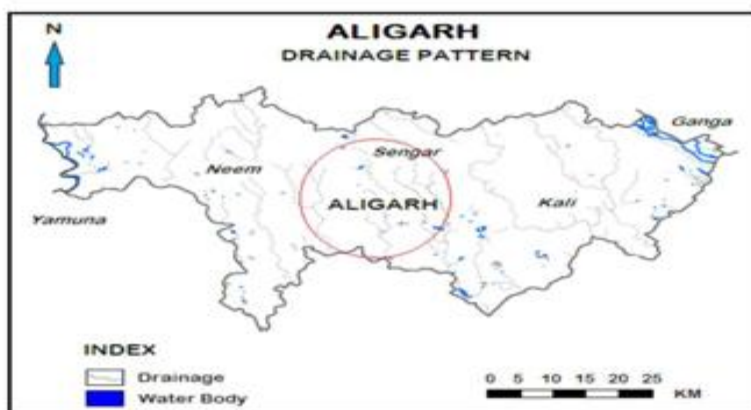 ALIGARH
DRAINAGE PATTERN
N
Ganga
Sengar
Neem
ALIGARH
Kali
Yamuna
INDEX
Drainage
Water Body
0 5 10 15 20 25
KM